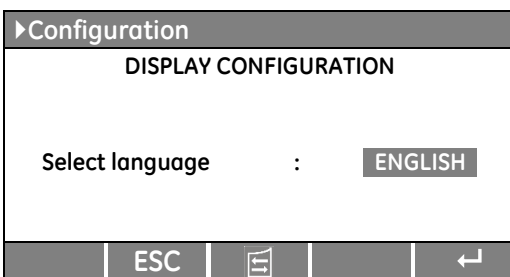 Configuration
DISPLAY CONFIGURATION
Select language : ENGLISH
ESC